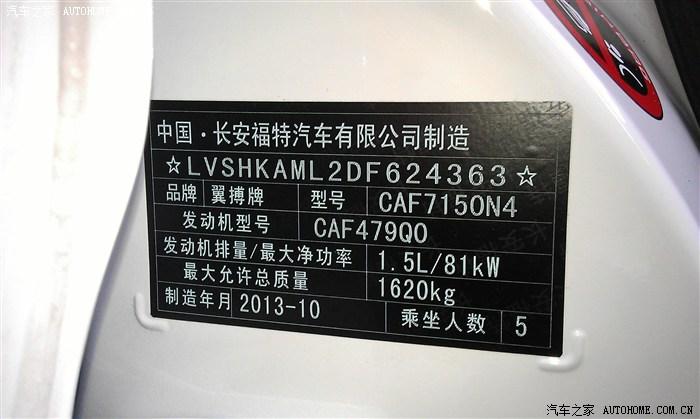 汽车之家 AUTOHOME.COM.CN
中国·长安福特汽车有限公司制造
☆LVSHKAML2DF624363☆
品牌 翼搏牌 型号 CAF7150N4
发动机型号 CAF479Q0
发动机排量/最大净功率 1.5L/81kW
最大允许总质量 1620kg
制造年月 2013-10 乘坐人数 5
汽车之家 AUTOHOME.COM.CN